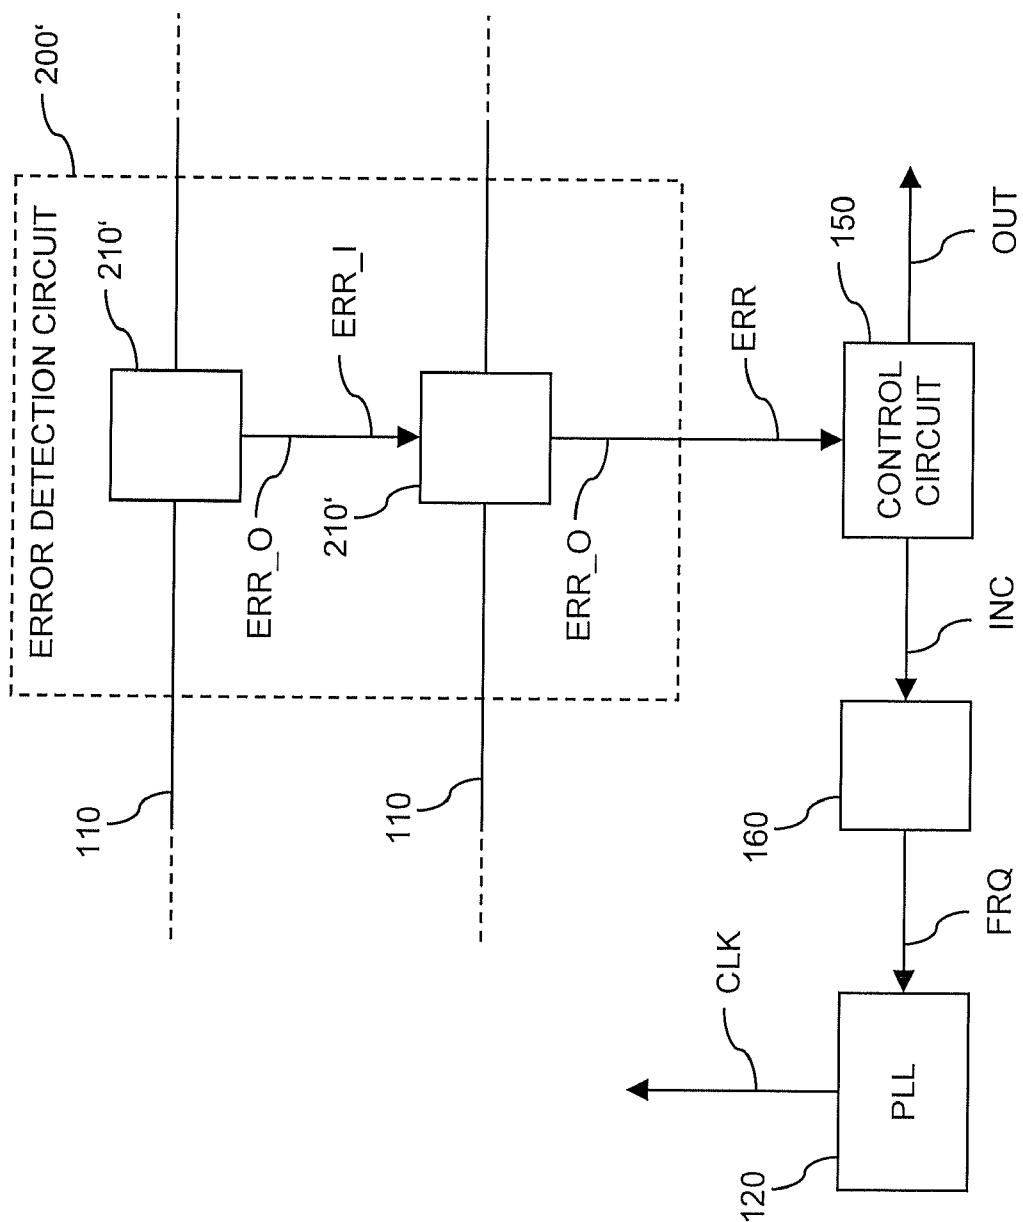 ERROR DETECTION CIRCUIT
200‘
110
210‘
ERR_O
ERR_I
110
210‘
ERR_O
CLK
ERR
120
160
150
PLL
CONTROL
CIRCUIT
FRQ
INC
OUT